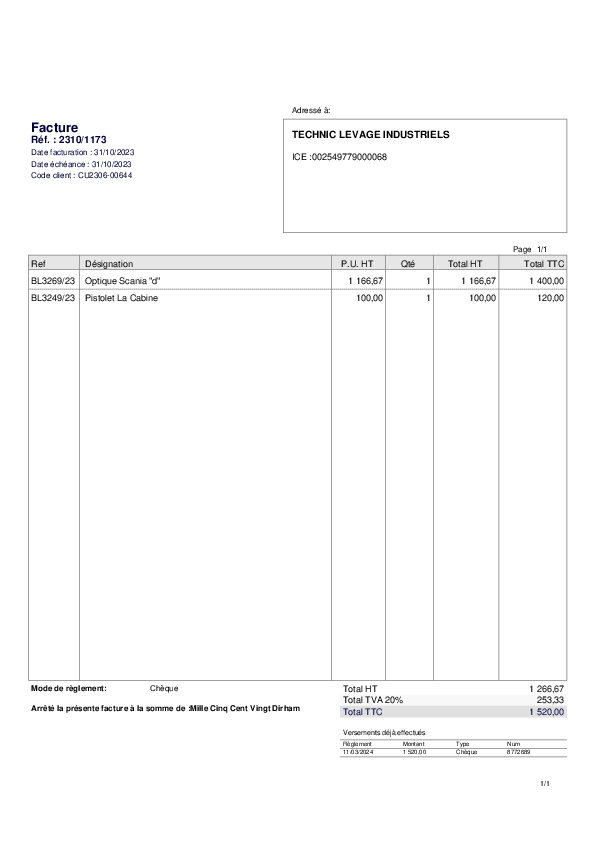 Adressé à:
Facture
Réf. : 2310/1173
Date facturation : 31/10/2023
Date échéance : 31/10/2023
Code client : CU2306-00644
TECHNIC LEVAGE INDUSTRIELS
ICE :002549779000068
Page 1/1
Ref Désignation P.U. HT Qté Total HT Total TTC
BL3269/23 Optique Scania "d" 1 166,67 1 1 166,67 1 400,00
BL3249/23 Pistolet La Cabine 100,00 1 100,00 120,00
Mode de règlement: Chèque
Arrêté la présente facture à la somme de :Mille Cinq Cent Vingt Dirham
Total HT 1 266,67
Total TVA 20% 253,33
Total TTC 1 520,00
Versements déjà effectués
Règlement Montant Type Num
11/03/2024 1 520,00 Chèque 8772689
1/1